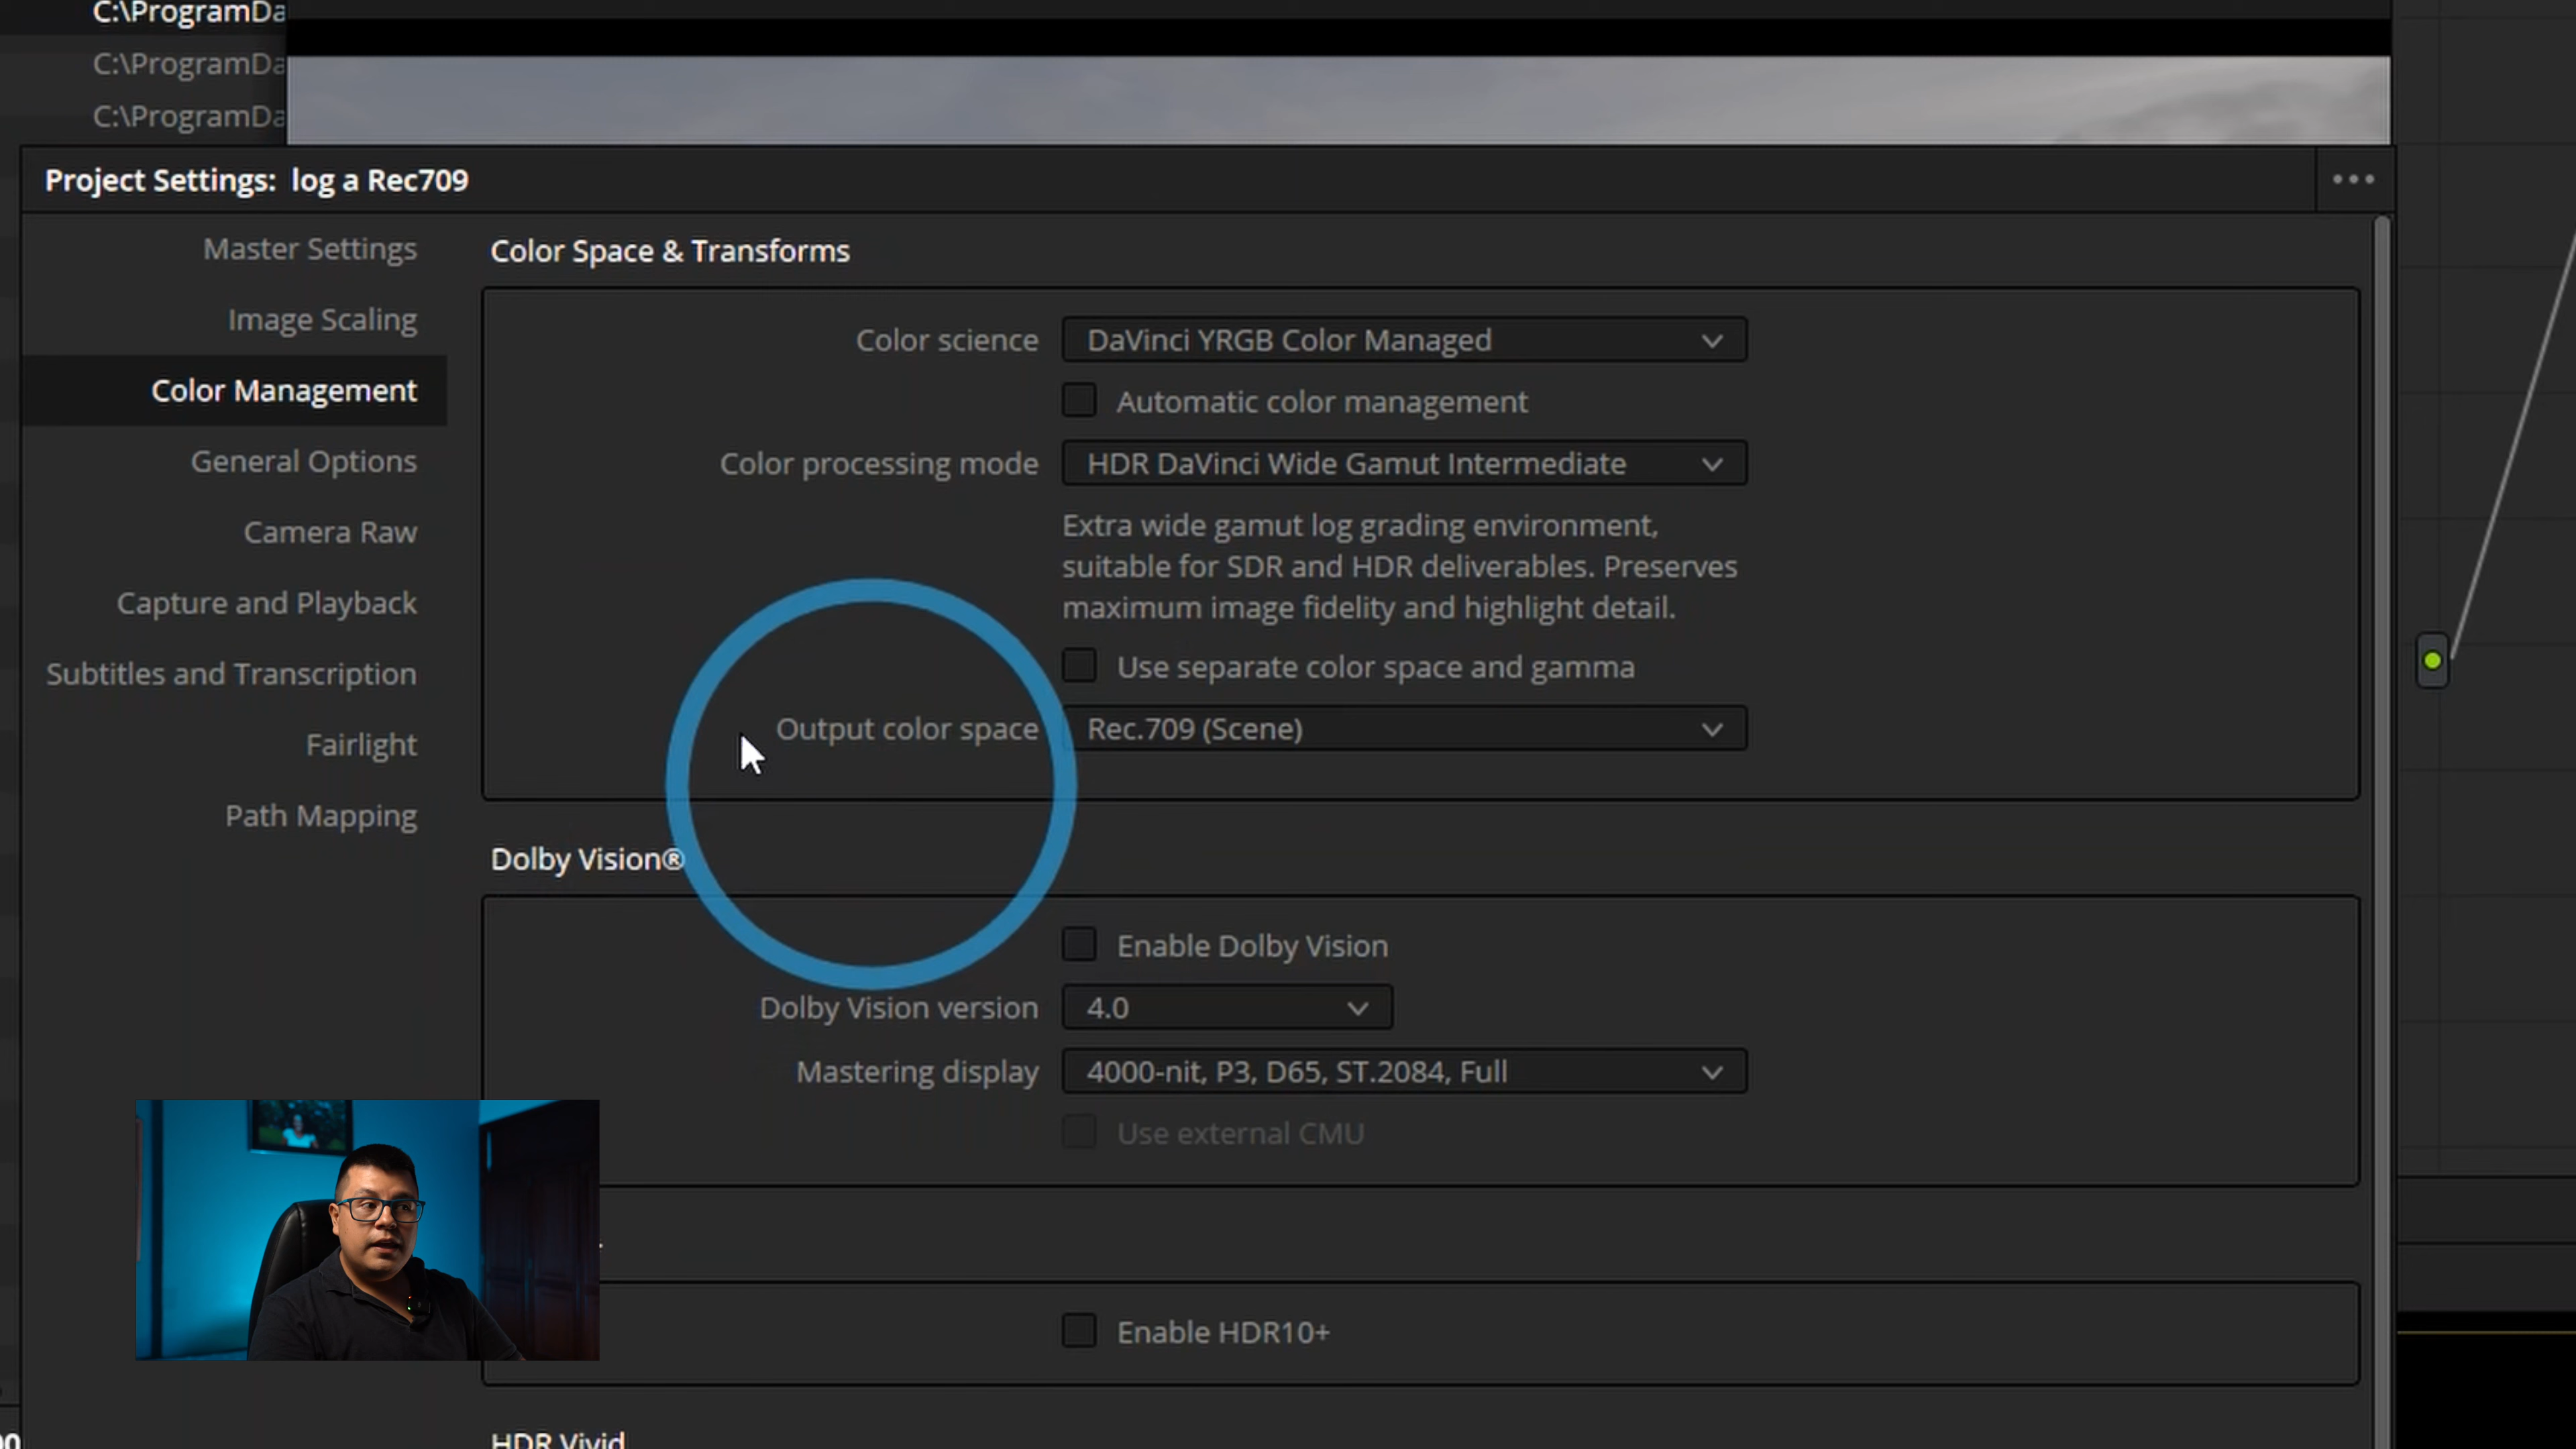 C:\ProgramDa
C:\ProgramDa
C:\ProgramDa
Project Settings: log a Rec709
Master Settings
Image Scaling
Color Management
General Options
Camera Raw
Capture and Playback
Subtitles and Transcription
Fairlight
Path Mapping
Color Space & Transforms
Color science DaVinci YRGB Color Managed
Automatic color management
Color processing mode HDR DaVinci Wide Gamut Intermediate
Extra wide gamut log grading environment,
suitable for SDR and HDR deliverables. Preserves
maximum image fidelity and highlight detail.
Use separate color space and gamma
Output color space Rec.709 (Scene)
Dolby Vision®
Enable Dolby Vision
Dolby Vision version 4.0
Mastering display 4000-nit, P3, D65, ST.2084, Full
Use external CMU
Enable HDR10+
HDR Vivid